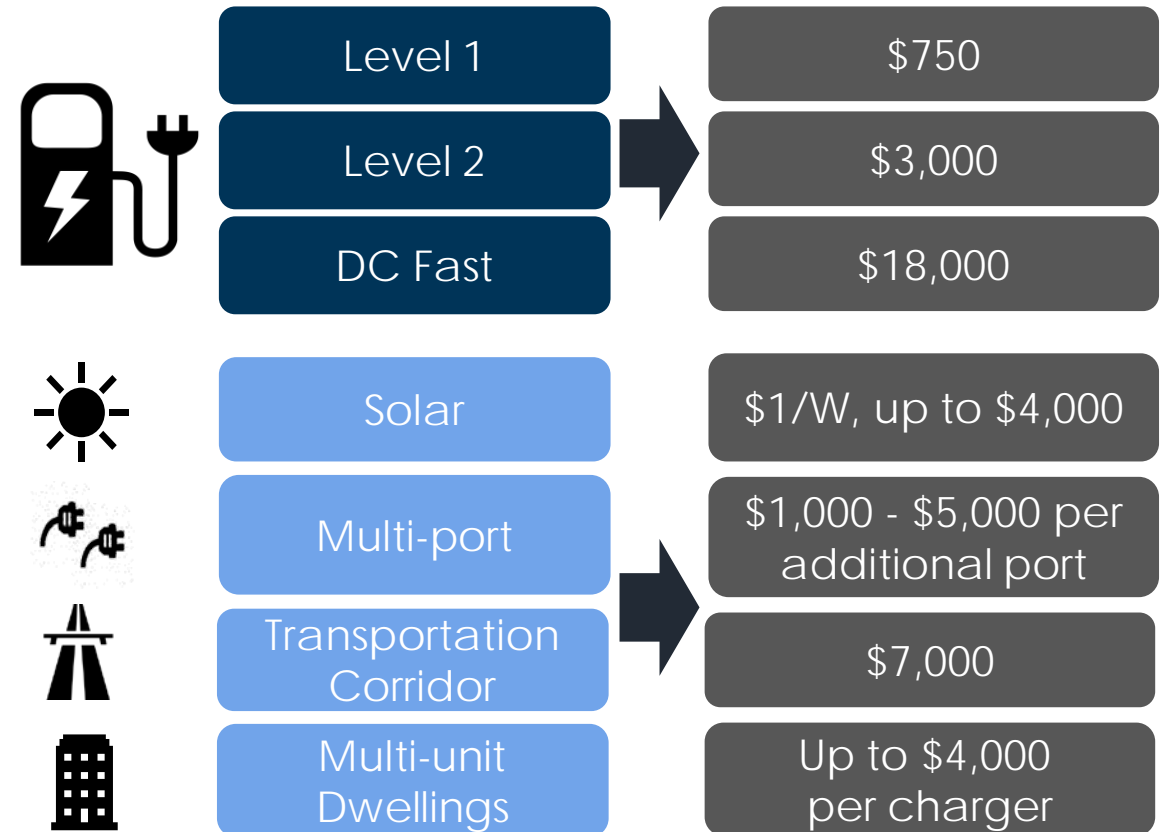 Level 1
$750
Level 2
$3,000
DC Fast
$18,000
Solar
$1/W, up to $4,000
Multi-port
$1,000 - $5,000 per
additional port
Transportation
Corridor
$7,000
Multi-unit
Dwellings
Up to $4,000
per charger